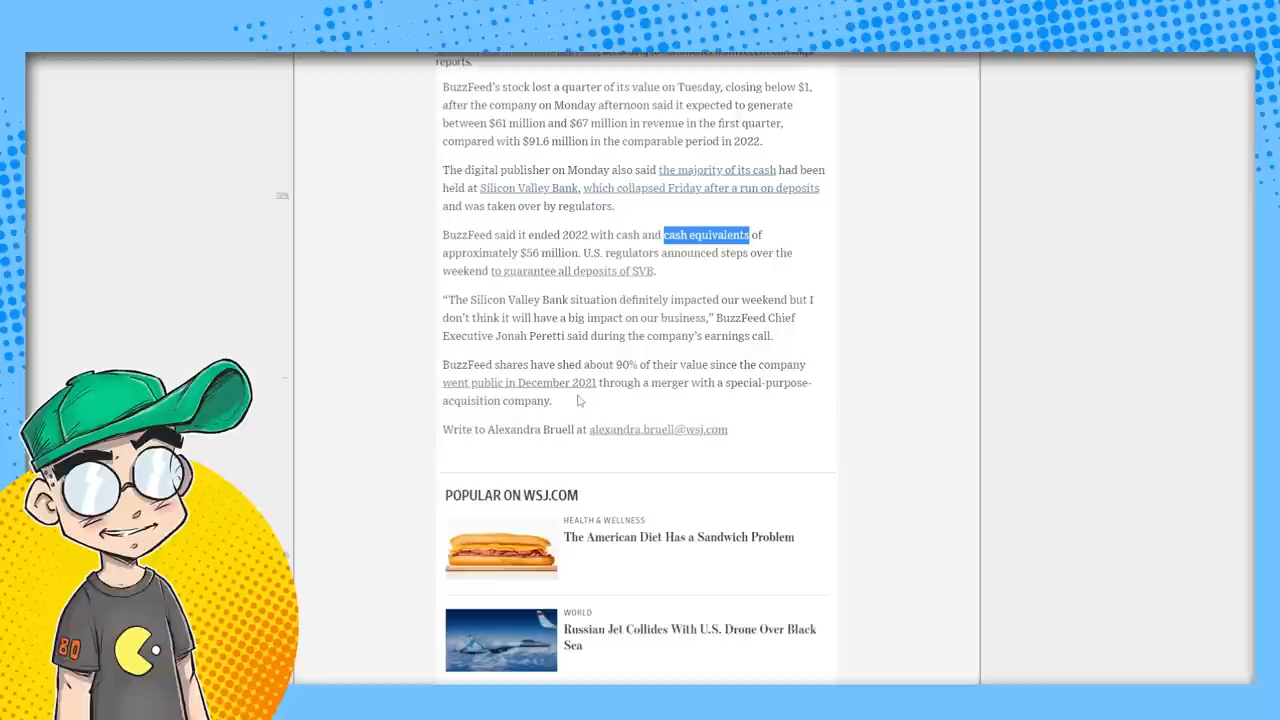 reports.
BuzzFeed's stock lost a quarter of its value on Tuesday, closing below $1,
after the company on Monday afternoon said it expected to generate
between $61 million and $67 million in revenue in the first quarter,
compared with $91.6 million in the comparable period in 2022.
The digital publisher on Monday also said the majority of its cash had been
held at Silicon Valley Bank, which collapsed Friday after a run on deposits
and was taken over by regulators.
BuzzFeed said it ended 2022 with cash and cash equivalents of
approximately $56 million. U.S. regulators announced steps over the
weekend to guarantee all deposits of SVB.
“The Silicon Valley Bank situation definitely impacted our weekend but I
don’t think it will have a big impact on our business,” BuzzFeed Chief
Executive Jonah Peretti said during the company’s earnings call.
BuzzFeed shares have shed about 90% of their value since the company
went public in December 2021 through a merger with a special-purpose-
acquisition company.
Write to Alexandra Bruell at alexandra.bruell@wsj.com
POPULAR ON WSJ.COM
HEALTH & WELLNESS
The American Diet Has a Sandwich Problem
WORLD
Russian Jet Collides With U.S. Drone Over Black
Sea
80